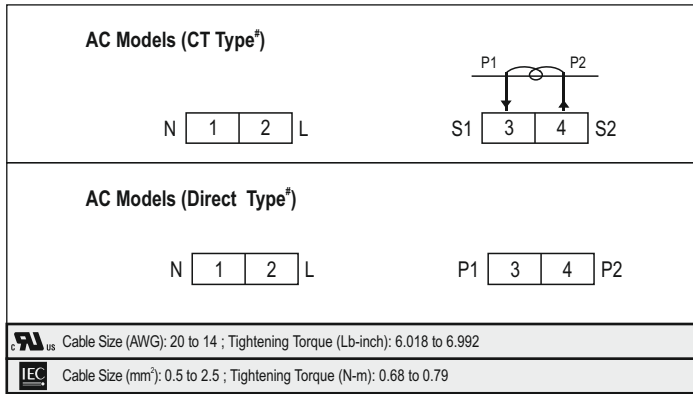 AC Models (CT Type#)
P1 P2
N 1 2 L S1 3 4 S2
AC Models (Direct Type#)
N 1 2 L P1 3 4 P2
c RU US Cable Size (AWG): 20 to 14 ; Tightening Torque (Lb-inch): 6.018 to 6.992
IEC Cable Size (mm²): 0.5 to 2.5 ; Tightening Torque (N-m): 0.68 to 0.79